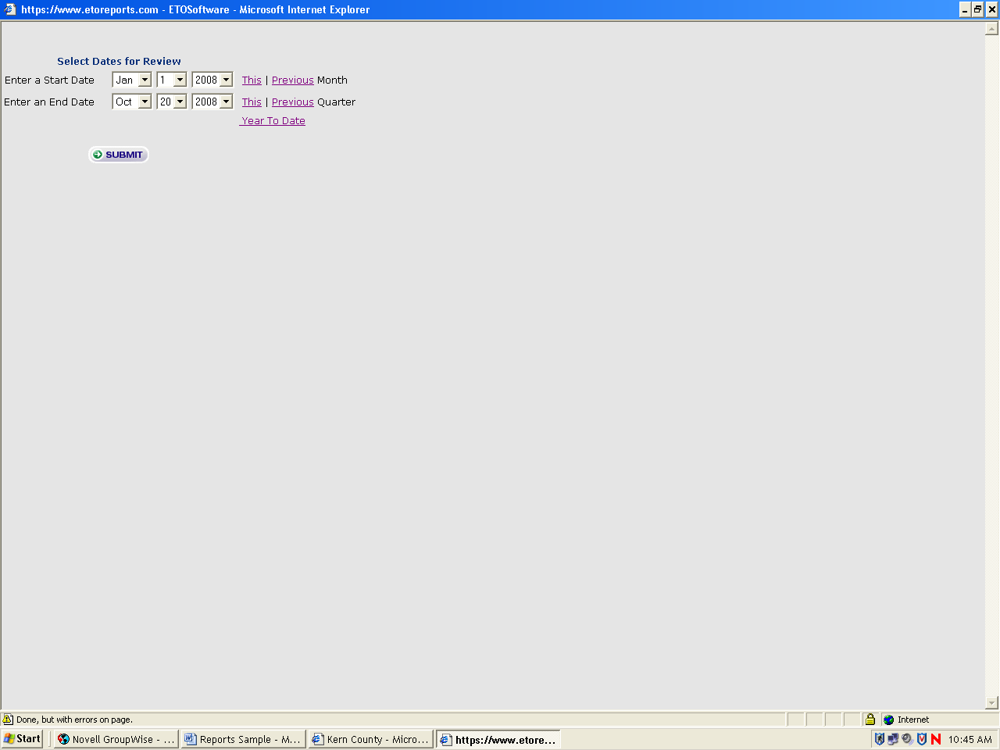 https://www.etoreports.com - ETOSoftware - Microsoft Internet Explorer
Select Dates for Review
Enter a Start Date Jan 1 2008 This | Previous Month
Enter an End Date Oct 20 2008 This | Previous Quarter
Year To Date
SUBMIT
Done, but with errors on page. Internet
Start Novell GroupWise - ... Reports Sample - M... Kern County - Micro... https://www.etore... 10:45 AM